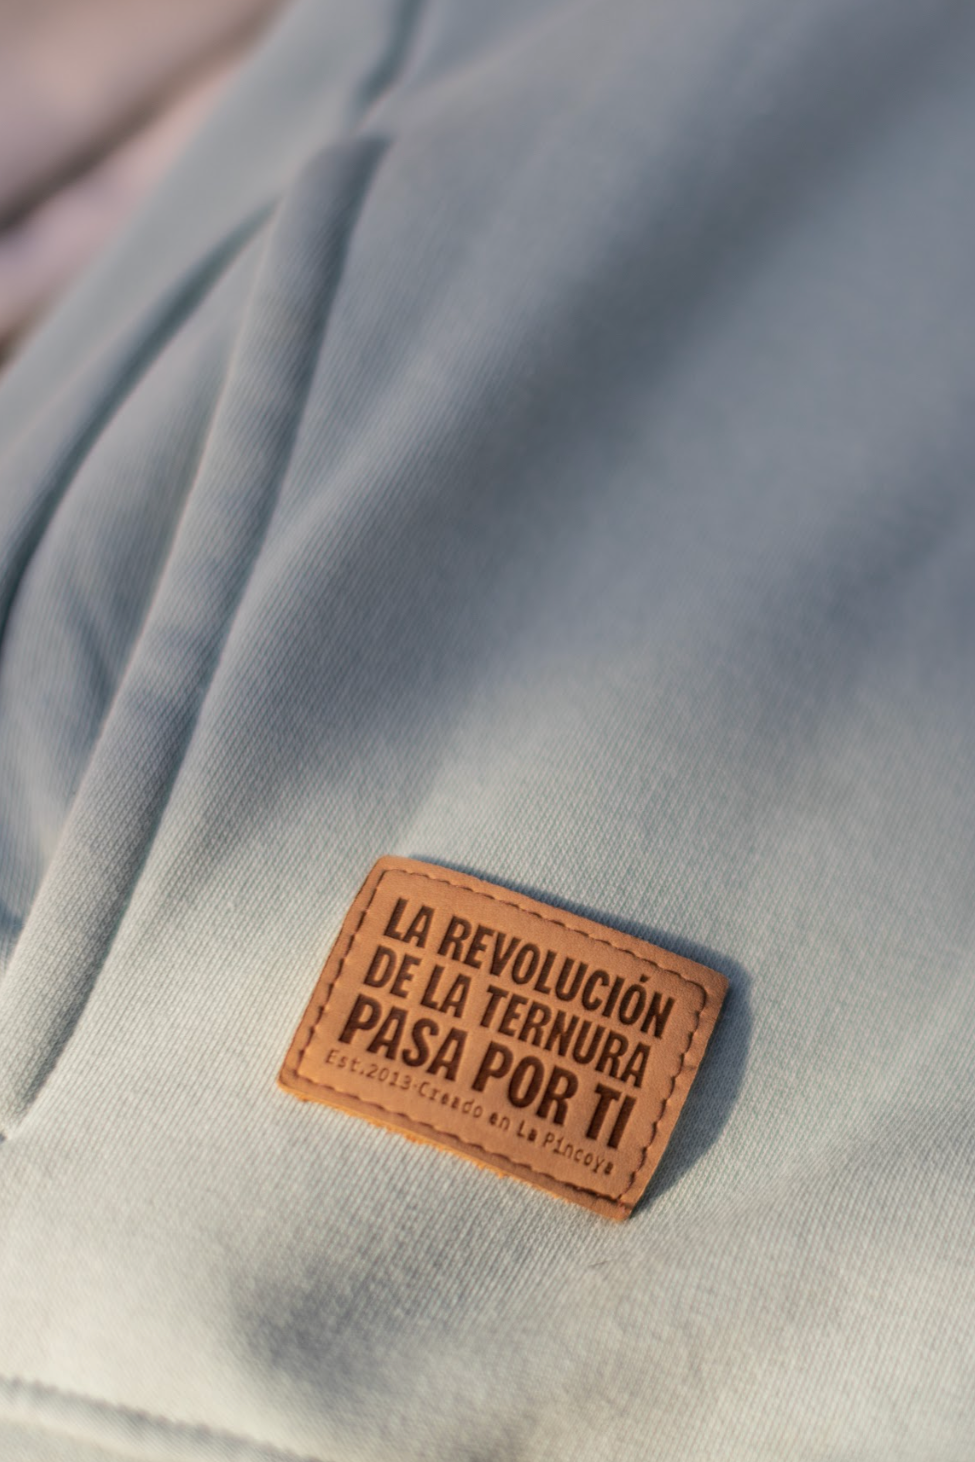 LA REVOLUCIÓN
DE LA TERNURA
PASA POR TI
Est.2013·Creado en La Pincoya